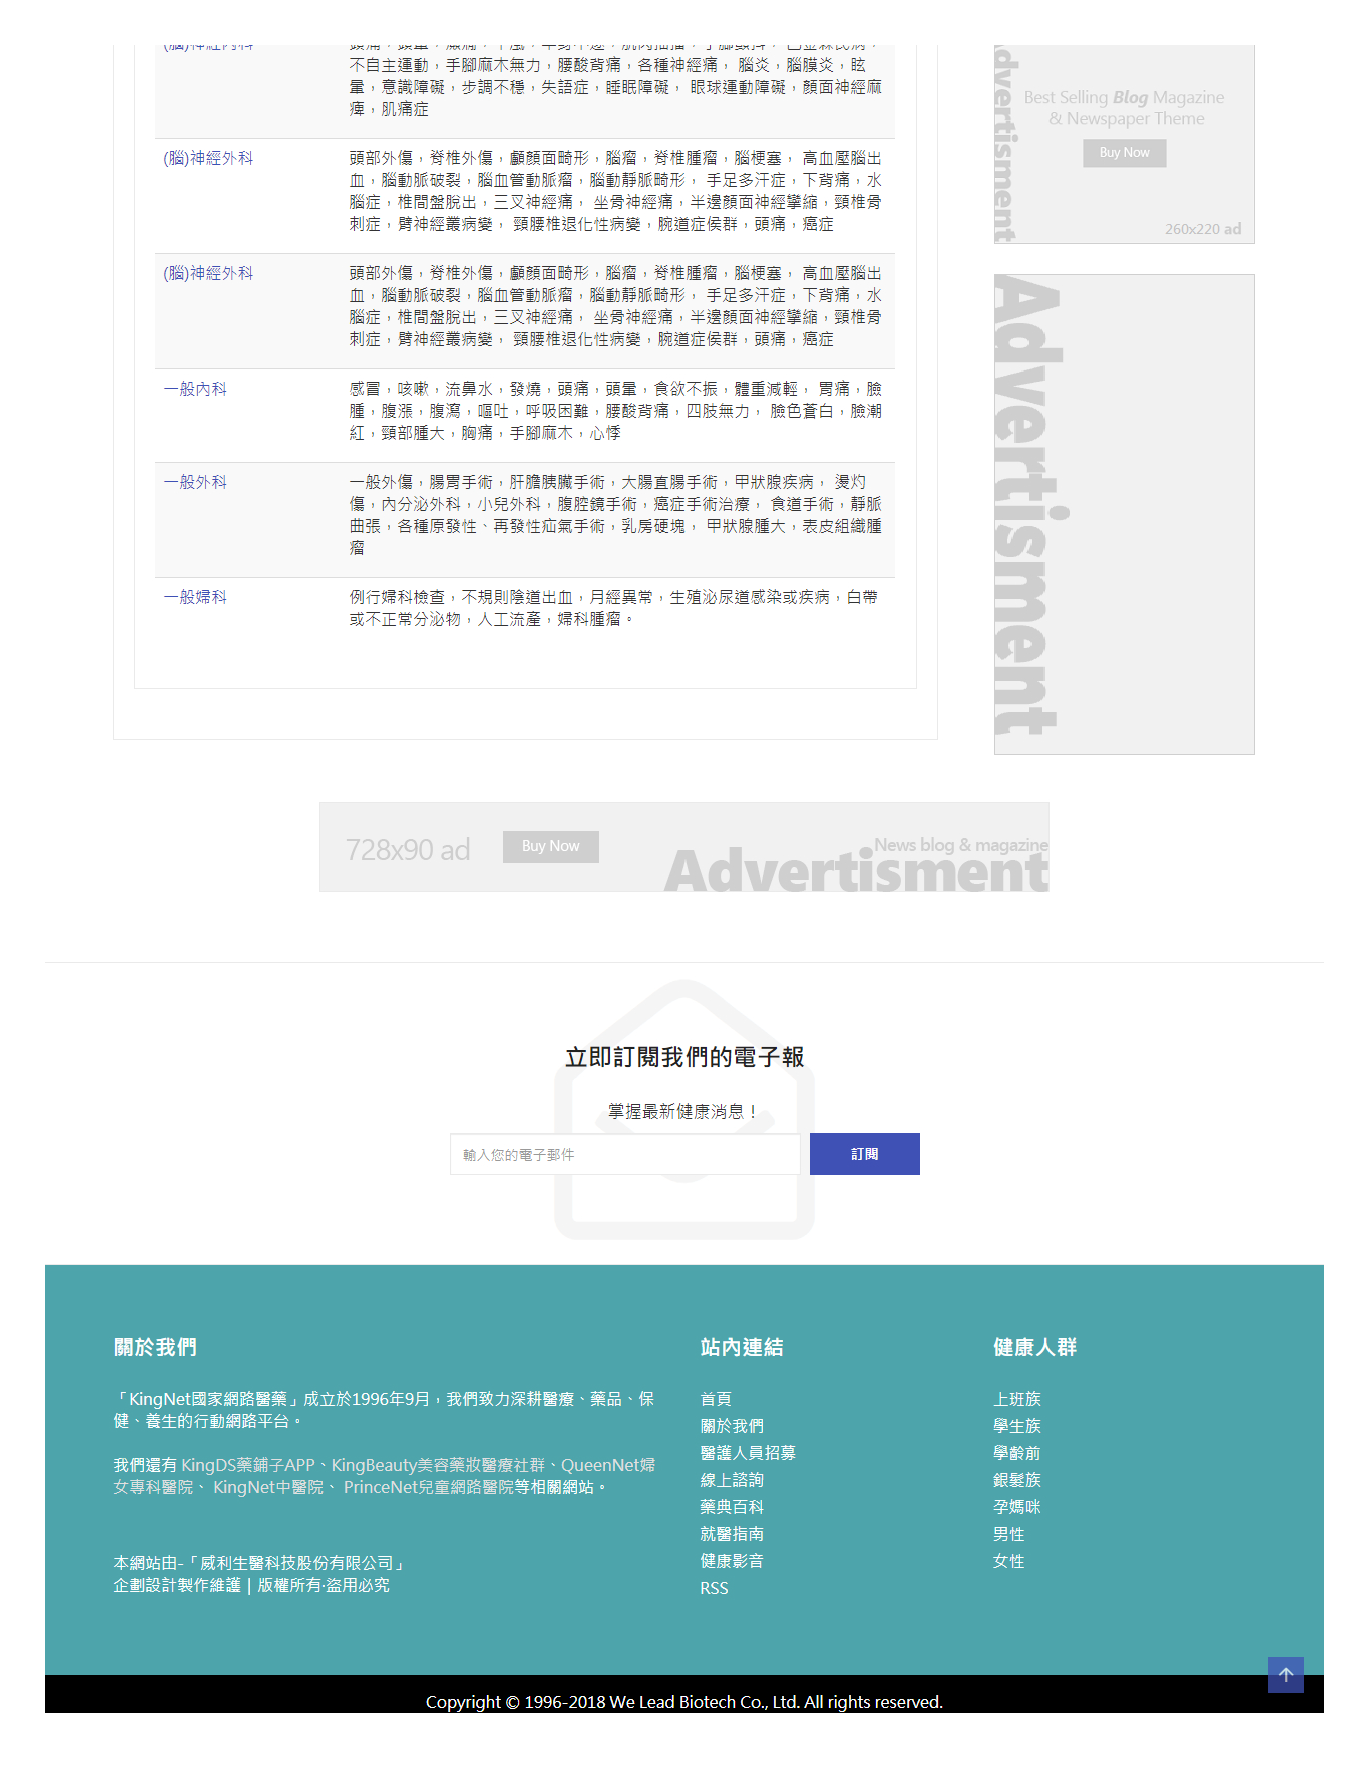 不自主運動，手腳麻木無力，腰酸背痛，各種神經痛， 腦炎，腦膜炎，眩
暈，意識障礙，步調不穩，失語症，睡眠障礙， 眼球運動障礙，顏面神經麻
痺，肌痛症
(腦)神經外科
頭部外傷，脊椎外傷，顱顏面畸形，腦瘤，脊椎腫瘤，腦梗塞， 高血壓腦出
血，腦動脈破裂，腦血管動脈瘤，腦動靜脈畸形， 手足多汗症，下背痛，水
腦症，椎間盤脫出，三叉神經痛， 坐骨神經痛，半邊顏面神經攣縮，頸椎骨
刺症，臂神經叢病變， 頸腰椎退化性病變，腕道症侯群，頭痛，癌症
(腦)神經外科
頭部外傷，脊椎外傷，顱顏面畸形，腦瘤，脊椎腫瘤，腦梗塞， 高血壓腦出
血，腦動脈破裂，腦血管動脈瘤，腦動靜脈畸形， 手足多汗症，下背痛，水
腦症，椎間盤脫出，三叉神經痛， 坐骨神經痛，半邊顏面神經攣縮，頸椎骨
刺症，臂神經叢病變， 頸腰椎退化性病變，腕道症侯群，頭痛，癌症
一般內科
感冒，咳嗽，流鼻水，發燒，頭痛，頭暈，食欲不振，體重減輕， 胃痛，臉
腫，腹漲，腹瀉，嘔吐，呼吸困難，腰酸背痛，四肢無力， 臉色蒼白，臉潮
紅，頸部腫大，胸痛，手腳麻木，心悸
一般外科
一般外傷，腸胃手術，肝膽胰臟手術，大腸直腸手術，甲狀腺疾病， 燙灼
傷，內分泌外科，小兒外科，腹腔鏡手術，癌症手術治療， 食道手術，靜脈
曲張，各種原發性、再發性疝氣手術，乳房硬塊， 甲狀腺腫大，表皮組織腫
瘤
一般婦科
例行婦科檢查，不規則陰道出血，月經異常，生殖泌尿道感染或疾病，白帶
或不正常分泌物，人工流產，婦科腫瘤。
dvertisment
Best Selling Blog Magazine
& Newspaper Theme
Buy Now
260x220 ad
Advertisment
728x90 ad
Buy Now
News blog & magazine
Advertisment
立即訂閱我們的電子報
掌握最新健康消息！
輸入您的電子郵件
訂閱
關於我們
「KingNet國家網路醫藥」成立於1996年9月，我們致力深耕醫療、藥品、保
健、養生的行動網路平台。
我們還有 KingDS藥鋪子APP、KingBeauty美容藥妝醫療社群、QueenNet婦
女專科醫院、 KingNet中醫院、 PrinceNet兒童網路醫院等相關網站。
本網站由-「威利生醫科技股份有限公司」
企劃設計製作維護 | 版權所有‧盜用必究
站內連結
首頁
關於我們
醫護人員招募
線上諮詢
藥典百科
就醫指南
健康影音
RSS
健康人群
上班族
學生族
學齡前
銀髮族
孕媽咪
男性
女性
Copyright © 1996-2018 We Lead Biotech Co., Ltd. All rights reserved.